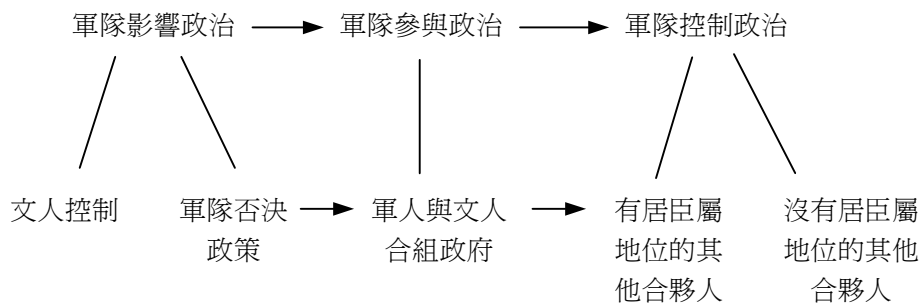 軍隊影響政治 軍隊參與政治 軍隊控制政治
文人控制 軍隊否決 軍人與文人 有居臣屬 沒有居臣屬
政策 合組政府 地位的其 地位的其他
他合夥人 合夥人